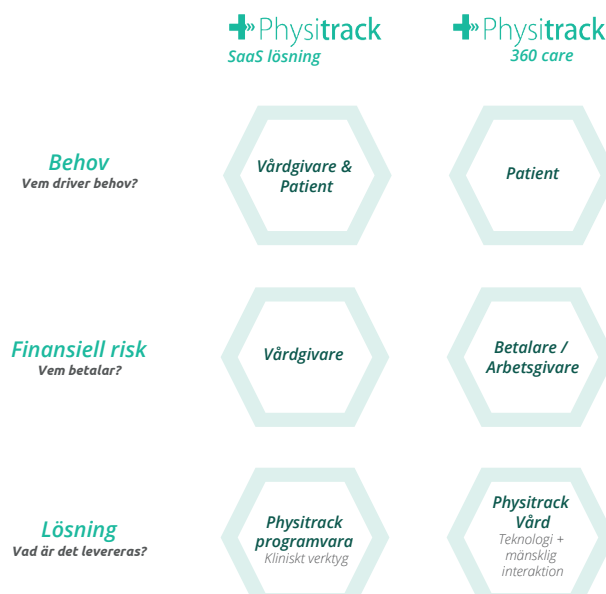 Physitrack
SaaS lösning
Physitrack
360 care
Behov
Vem driver behov?
Vårdgivare &
Patient
Patient
Finansiell risk
Vem betalar?
Vårdgivare
Betalare /
Arbetsgivare
Lösning
Vad är det levereras?
Physitrack
programvara
Kliniskt verktyg
Physitrack
Vård
Teknologi +
mänsklig
interaktion